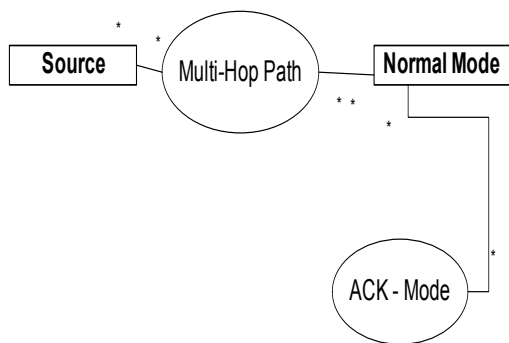 * *
Source
Multi-Hop Path
Normal Mode
* * *
*
ACK - Mode